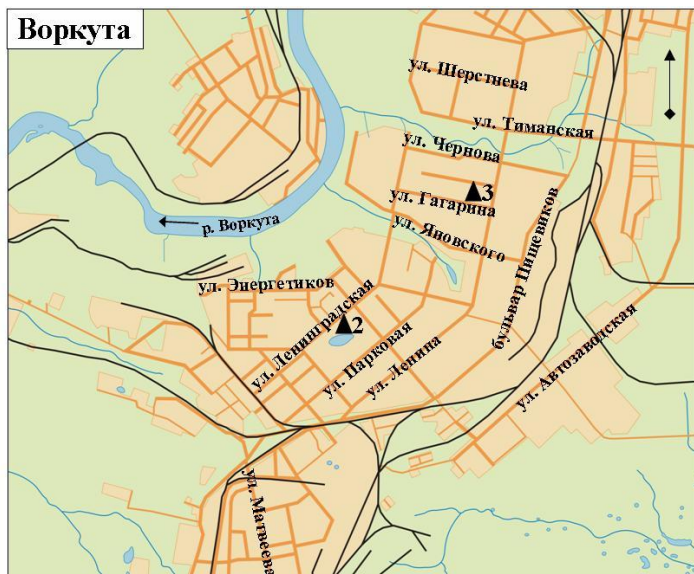 Воркута
ул. Шерстнева
ул. Тиманская
ул. Чернова
3
ул. Гагарина
р. Воркута
ул. Яновского
бульвар Пищевиков
ул. Энергетиков
ул. Ленинградская
2
ул. Парковая
ул. Ленина
ул. Автозаводская
ул. Матвеева